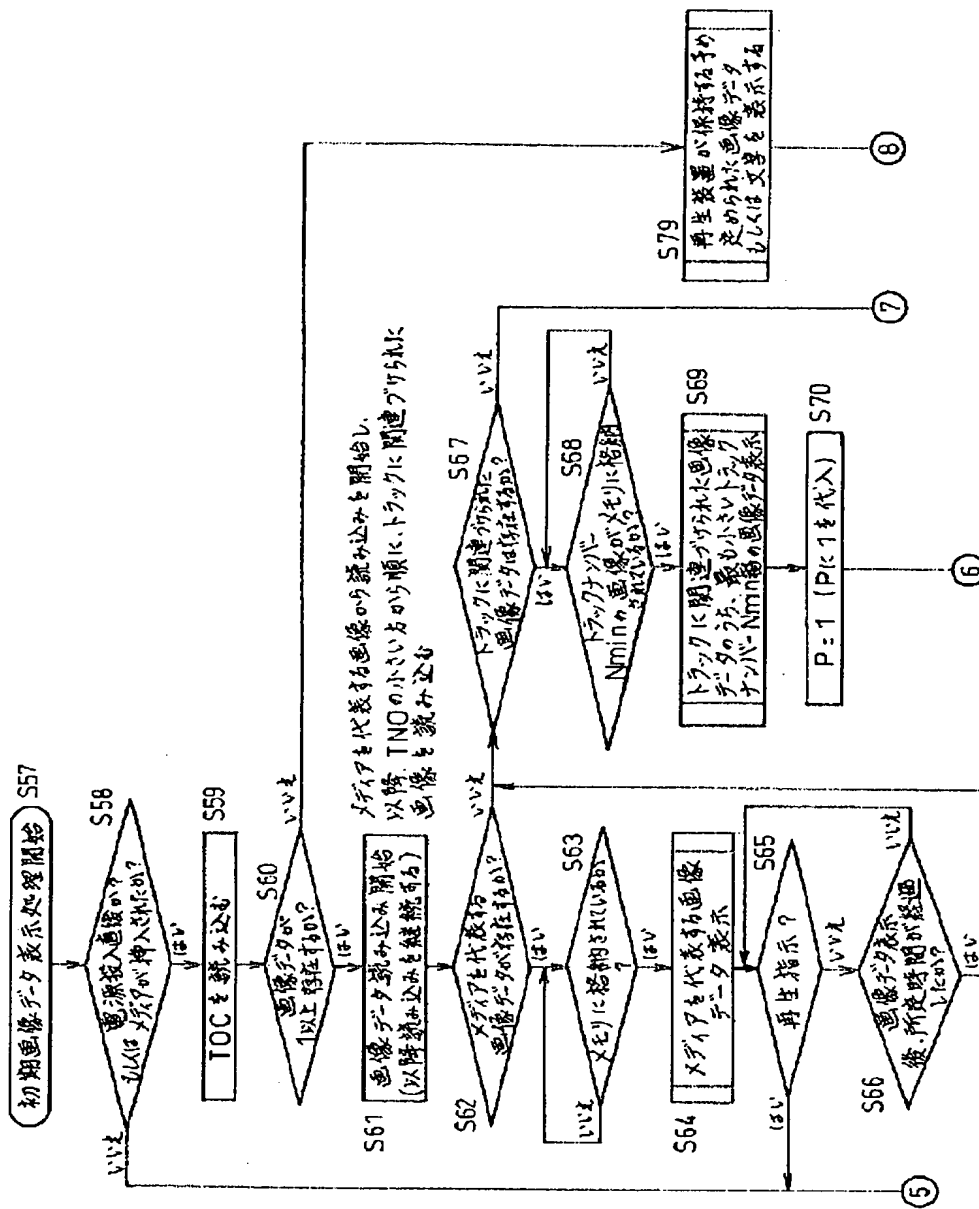 初期画像データ表示処理開始
S57
電源投入直後か?
もしくはメディアが挿入されたか?
S58
いいえ
はい
TOCを読み込む
S59
画像データが
1以上存在するか?
S60
いいえ
はい
画像データ読み込み開始
(以降読み込みを継続する)
S61
メディアを代表する画像から読み込みを開始し、
以降、TNOの小さい方から順に、トラックに関連づけられた
画像を読み込む
メディアを代表する
画像データが存在するか?
S62
いいえ
はい
メモリに格納されているか
?
S63
いいえ
はい
メディアを代表する画像
データ表示
S64
再生指示?
S65
はい
いいえ
画像データ表示
後、所定時間が経過
したか?
S66
いいえ
はい
トラックに関連づけられた
画像データは存在するか?
S67
いいえ
はい
トラックナンバー
Nminの画像がメモリに格納
されているか?
S68
いいえ
はい
トラックに関連づけられた画像
データのうち、最も小さいトラック
ナンバーNmin番の画像データ表示
S69
P=1 (Pに1を代入)
S70
再生装置が保持する予め
定められた画像データ
もしくは文字を表示する
S79
5
6
7
8